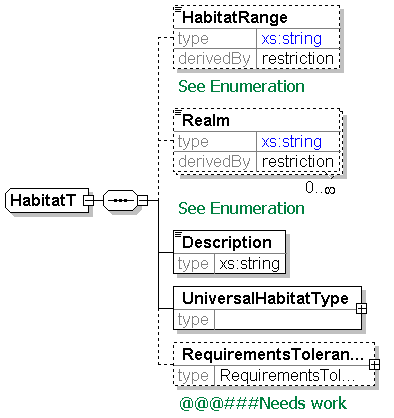 HabitatRange
type xs:string
derivedBy restriction
See Enumeration
Realm
type xs:string
derivedBy restriction
0..∞
See Enumeration
HabitatT
Description
type xs:string
UniversalHabitatType
type
RequirementsToleran...
type RequirementsTol...
@@@###Needs work